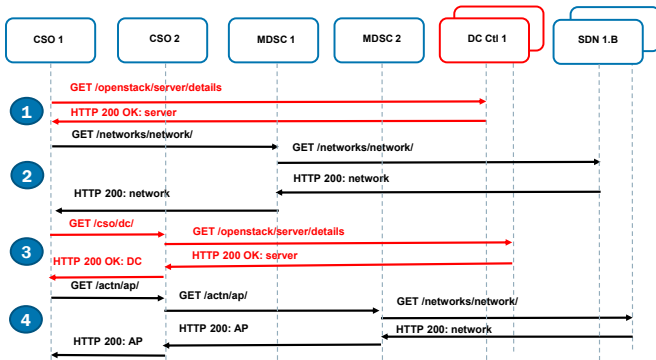 CSO 1
CSO 2
MDSC 1
MDSC 2
DC Ctl 1
SDN 1.B
GET /openstack/server/details
1
HTTP 200 OK: server
GET /networks/network/
GET /networks/network/
2
HTTP 200: network
HTTP 200: network
GET /cso/dc/
GET /openstack/server/details
3
HTTP 200 OK: DC
HTTP 200 OK: server
GET /actn/ap/
GET /actn/ap/
GET /networks/network/
4
HTTP 200: AP
HTTP 200: network
HTTP 200: AP